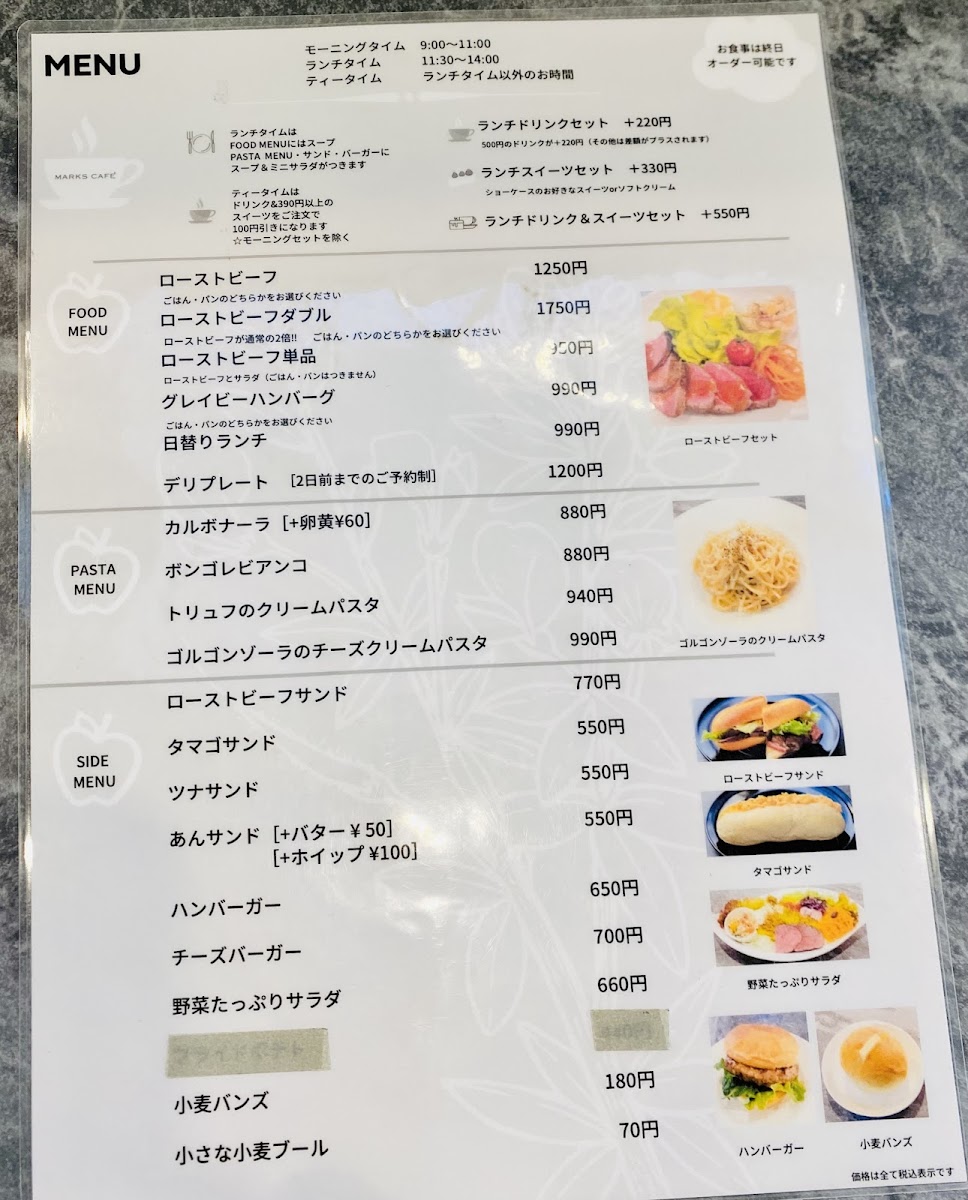 MENU
モーニングタイム 9:00〜11:00
ランチタイム 11:30〜14:00
ティータイム ランチタイム以外のお時間
お食事は終日
オーダー可能です
MARKS CAFE
ランチタイムは
FOOD MENUにはスープ
PASTA MENU・サンド・バーガーに
スープ&ミニサラダがつきます
ティータイムは
ドリンク&390円以上の
スイーツをご注文で
100円引きになります
☆モーニングセットを除く
ランチドリンクセット +220円
500円のドリンクが+220円（その他は差額がプラスされます）
ランチスイーツセット +330円
ショーケースのお好きなスイーツorソフトクリーム
ランチドリンク&スイーツセット +550円
FOOD
MENU
ローストビーフ 1250円
ごはん・パンのどちらかをお選びください
ローストビーフダブル 1750円
ローストビーフが通常の2倍!! ごはん・パンのどちらかをお選びください
ローストビーフ単品 950円
ローストビーフとサラダ（ごはん・パンはつきません）
グレイビーハンバーグ 990円
ごはん・パンのどちらかをお選びください
日替りランチ 990円
デリプレート [2日前までのご予約制] 1200円
ローストビーフセット
PASTA
MENU
カルボナーラ [+卵黄¥60] 880円
ボンゴレビアンコ 880円
トリュフのクリームパスタ 940円
ゴルゴンゾーラのチーズクリームパスタ 990円
ゴルゴンゾーラのクリームパスタ
SIDE
MENU
ローストビーフサンド 770円
タマゴサンド 550円
ツナサンド 550円
あんサンド [+バター¥50] 550円
[+ホイップ¥100]
ハンバーガー 650円
チーズバーガー 700円
野菜たっぷりサラダ 660円
小麦バンズ 180円
小さな小麦ブール 70円
ローストビーフサンド
タマゴサンド
野菜たっぷりサラダ
ハンバーガー
小麦バンズ
価格は全て税込表示です